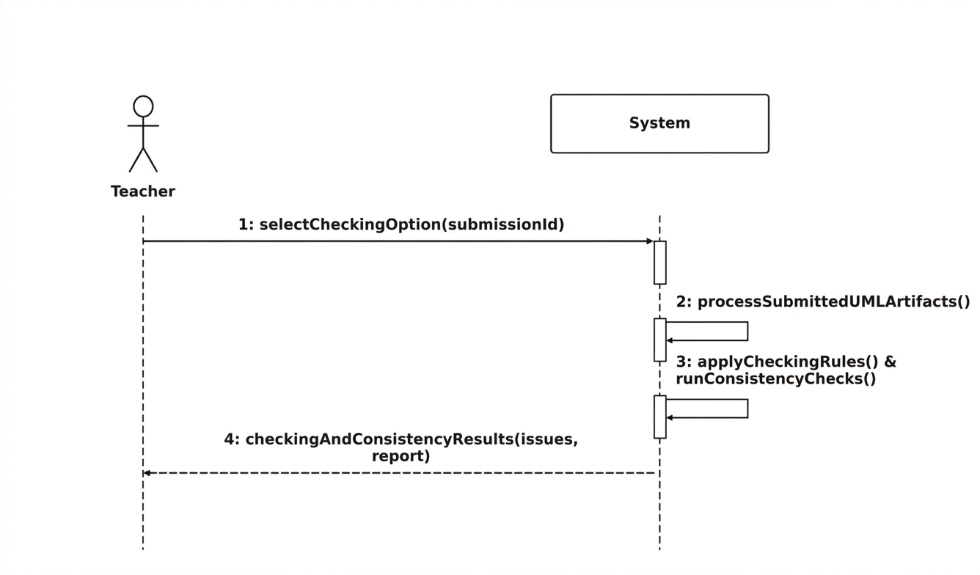 System
Teacher
1: selectCheckingOption(submissionId)
2: processSubmittedUMLArtifacts()
3: applyCheckingRules() &
runConsistencyChecks()
4: checkingAndConsistencyResults(issues,
report)